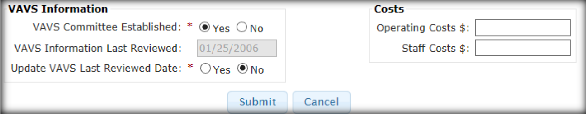 VAVS Information
VAVS Committee Established: * Yes No
VAVS Information Last Reviewed: 01/25/2006
Update VAVS Last Reviewed Date: * Yes No
Costs
Operating Costs $:
Staff Costs $:
Submit Cancel